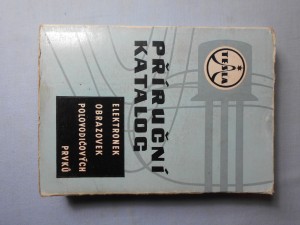 TESLA
PŘÍRUČNÍ
KATALOG
ELEKTRONEK
OBRAZOVEK
POLOVODIČOVÝCH
PRVKŮ